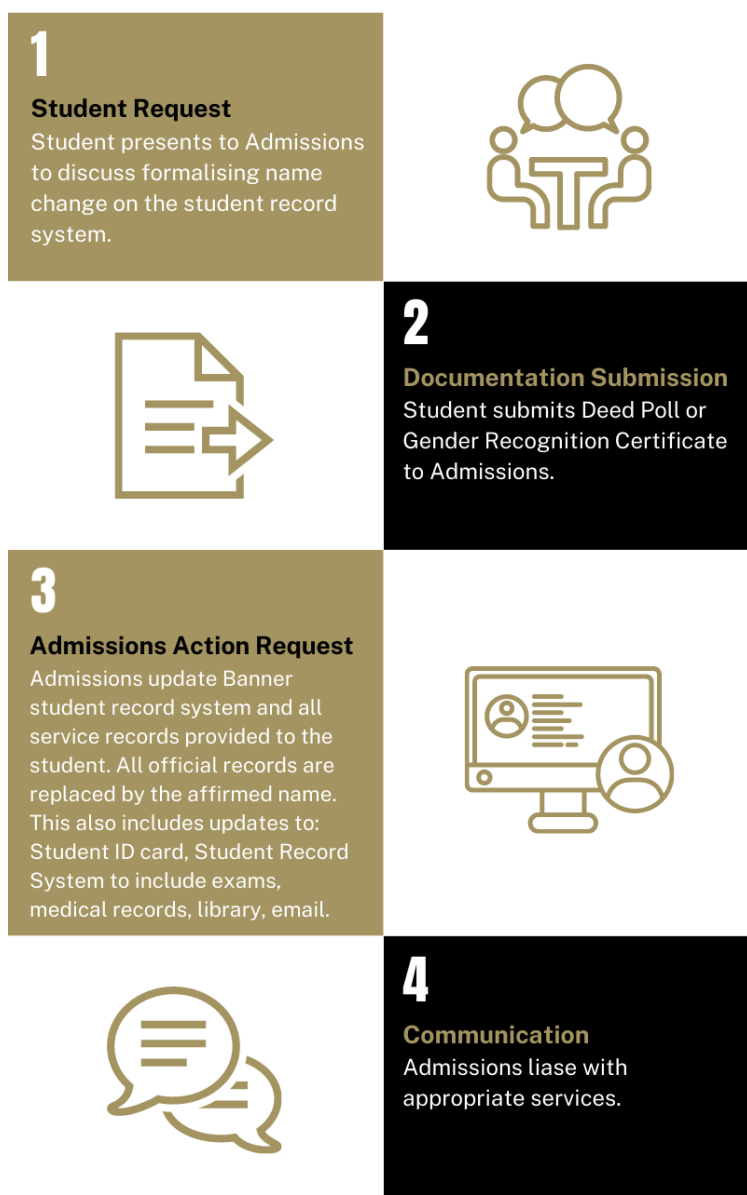 1
Student Request
Student presents to Admissions
to discuss formalising name
change on the student record
system.
2
Documentation Submission
Student submits Deed Poll or
Gender Recognition Certificate
to Admissions.
3
Admissions Action Request
Admissions update Banner
student record system and all
service records provided to the
student. All official records are
replaced by the affirmed name.
This also includes updates to:
Student ID card, Student Record
System to include exams,
medical records, library, email.
4
Communication
Admissions liase with
appropriate services.